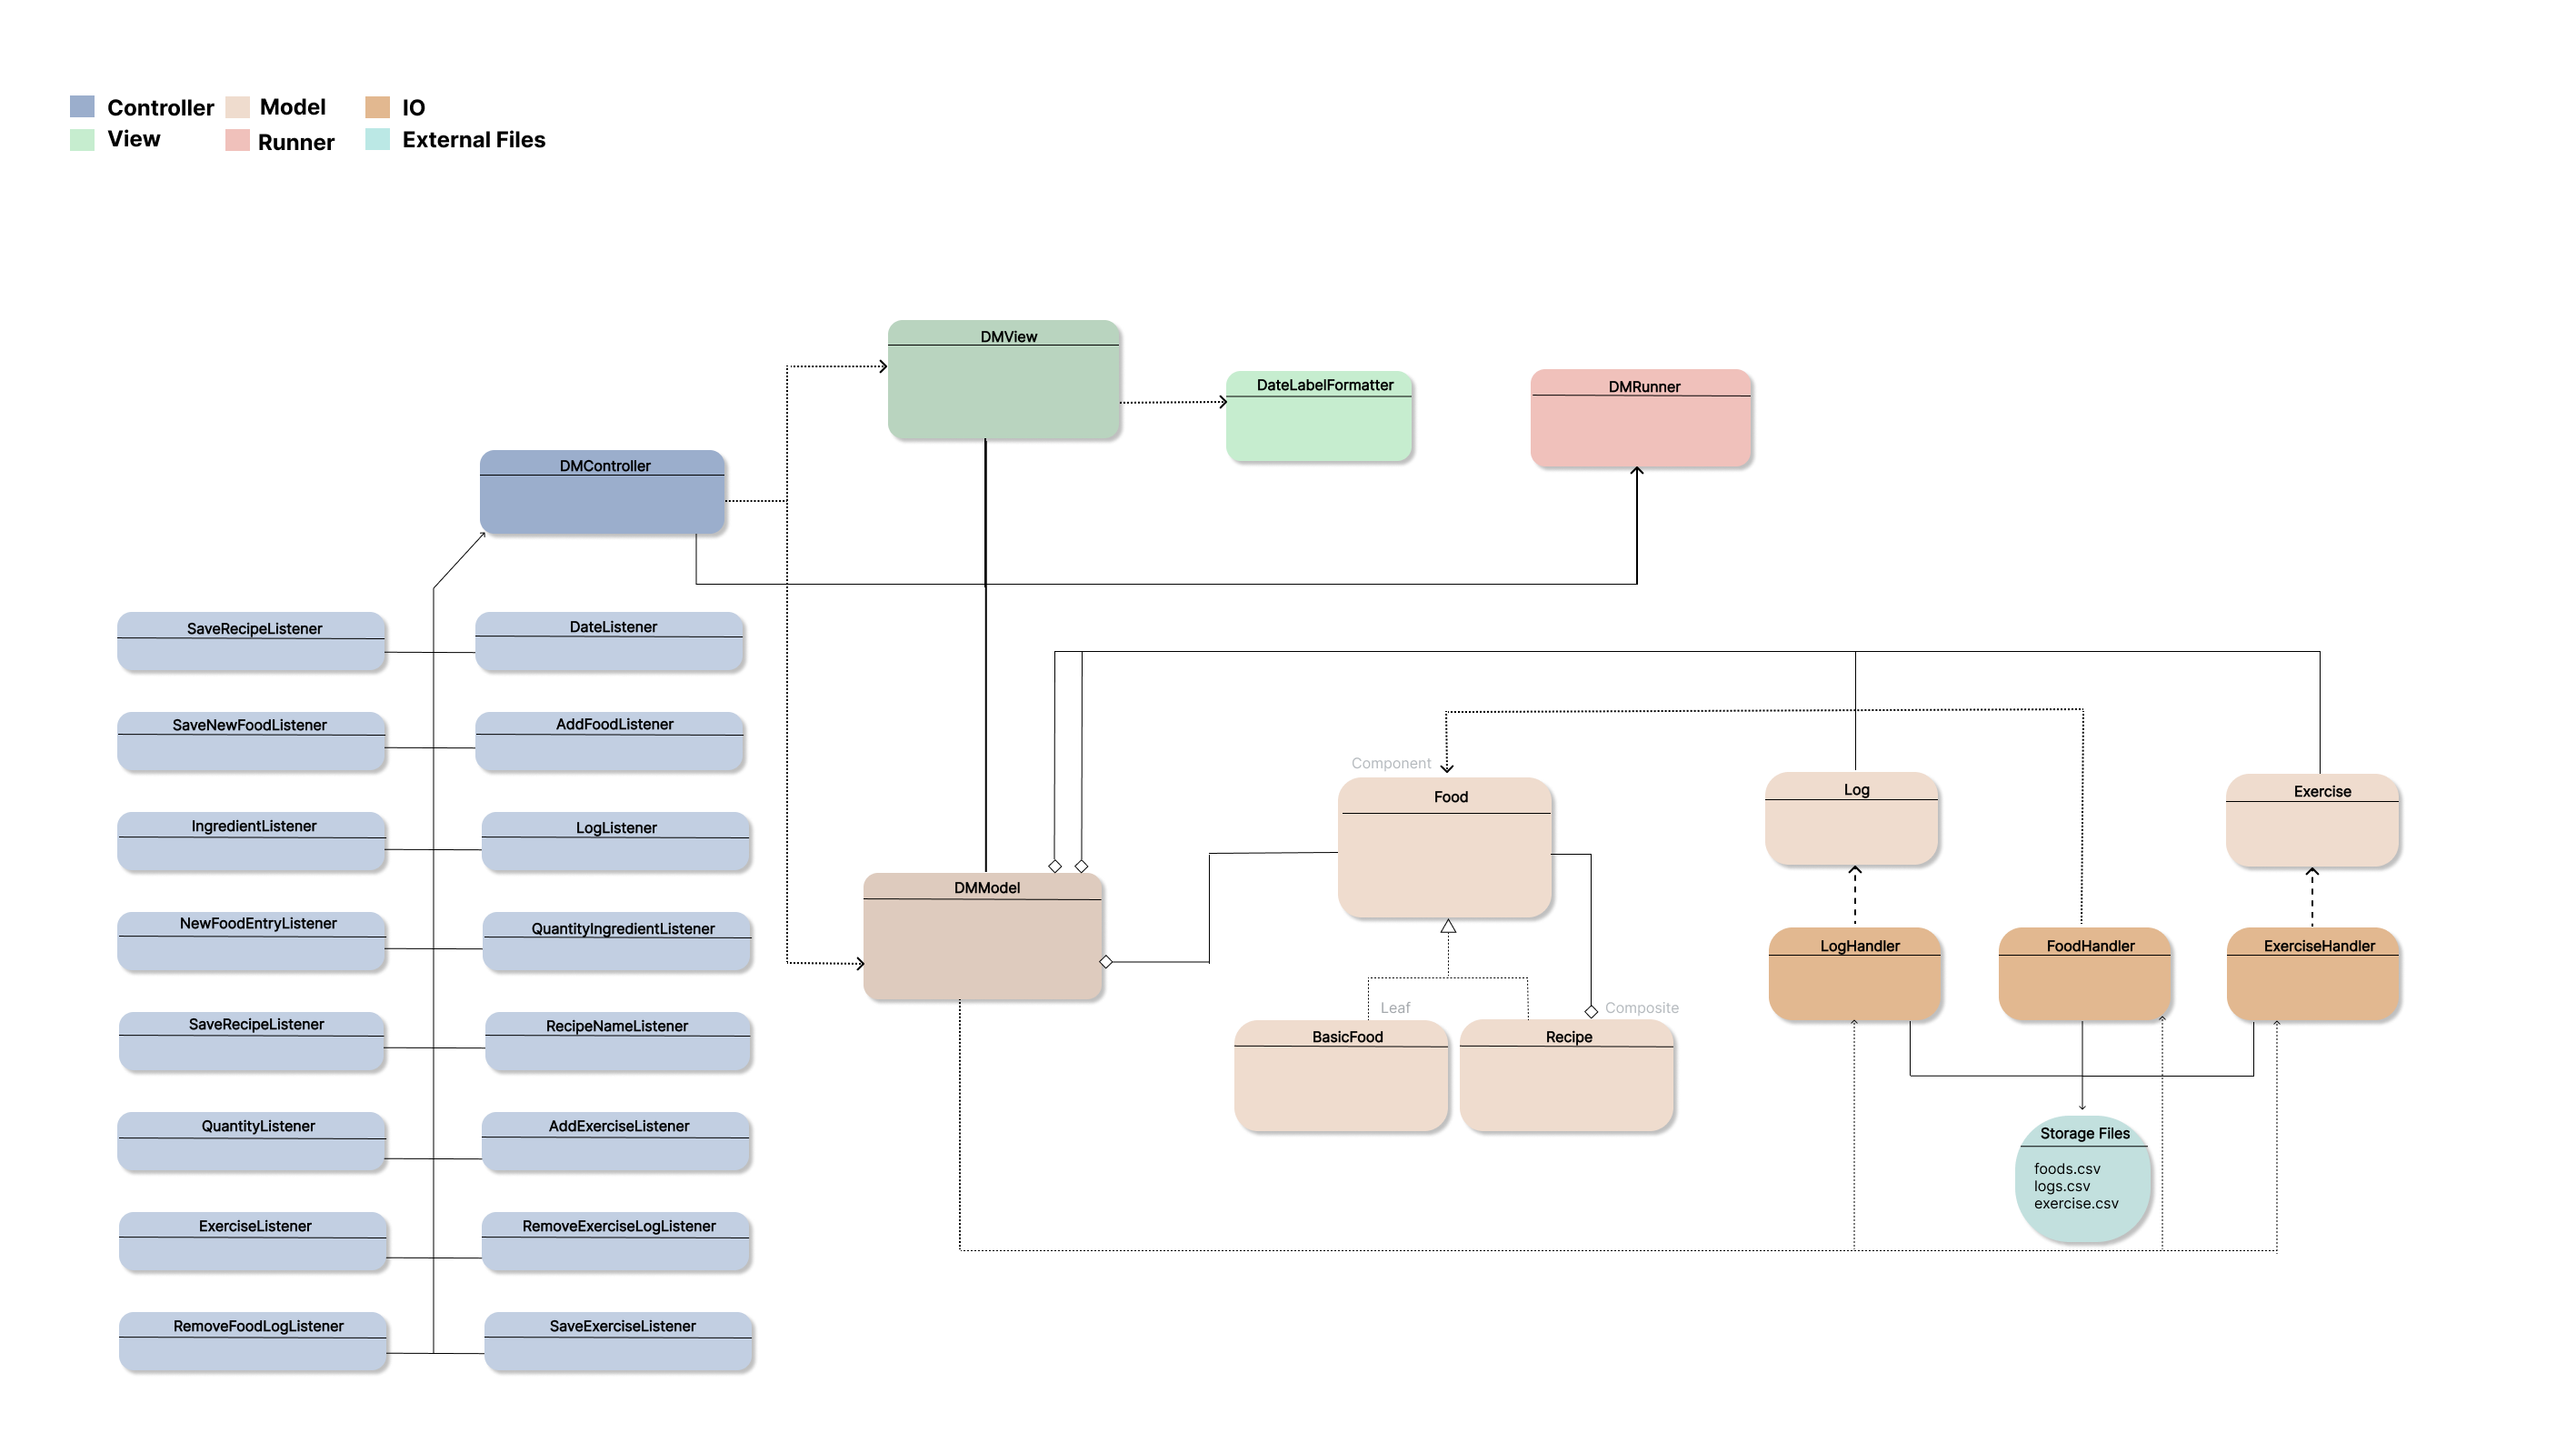 Controller
Model
IO
View
Runner
External Files
DMView
DateLabelFormatter
DMRunner
DMController
SaveRecipeListener
DateListener
SaveNewFoodListener
AddFoodListener
Component
Food
Log
Exercise
IngredientListener
LogListener
DMModel
NewFoodEntryListener
QuantityIngredientListener
LogHandler
FoodHandler
ExerciseHandler
Leaf
Composite
SaveRecipeListener
RecipeNameListener
BasicFood
Recipe
QuantityListener
AddExerciseListener
Storage Files
foods.csv
logs.csv
exercise.csv
ExerciseListener
RemoveExerciseLogListener
RemoveFoodLogListener
SaveExerciseListener